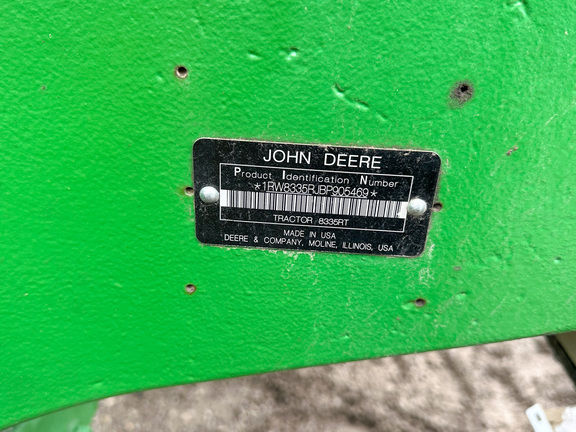 JOHN DEERE
Product Identification Number
*1RW8335RJBP905469*
TRACTOR 8335RT
MADE IN USA
DEERE & COMPANY, MOLINE, ILLINOIS, USA